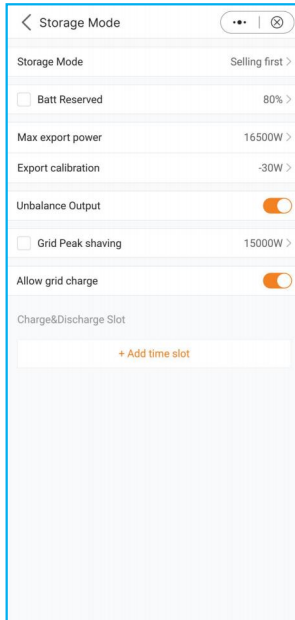 Storage Mode
Storage Mode Selling first >
Batt Reserved 80% >
Max export power 16500W >
Export calibration -30W >
Unbalance Output
Grid Peak shaving 15000W >
Allow grid charge
Charge&Discharge Slot
+ Add time slot